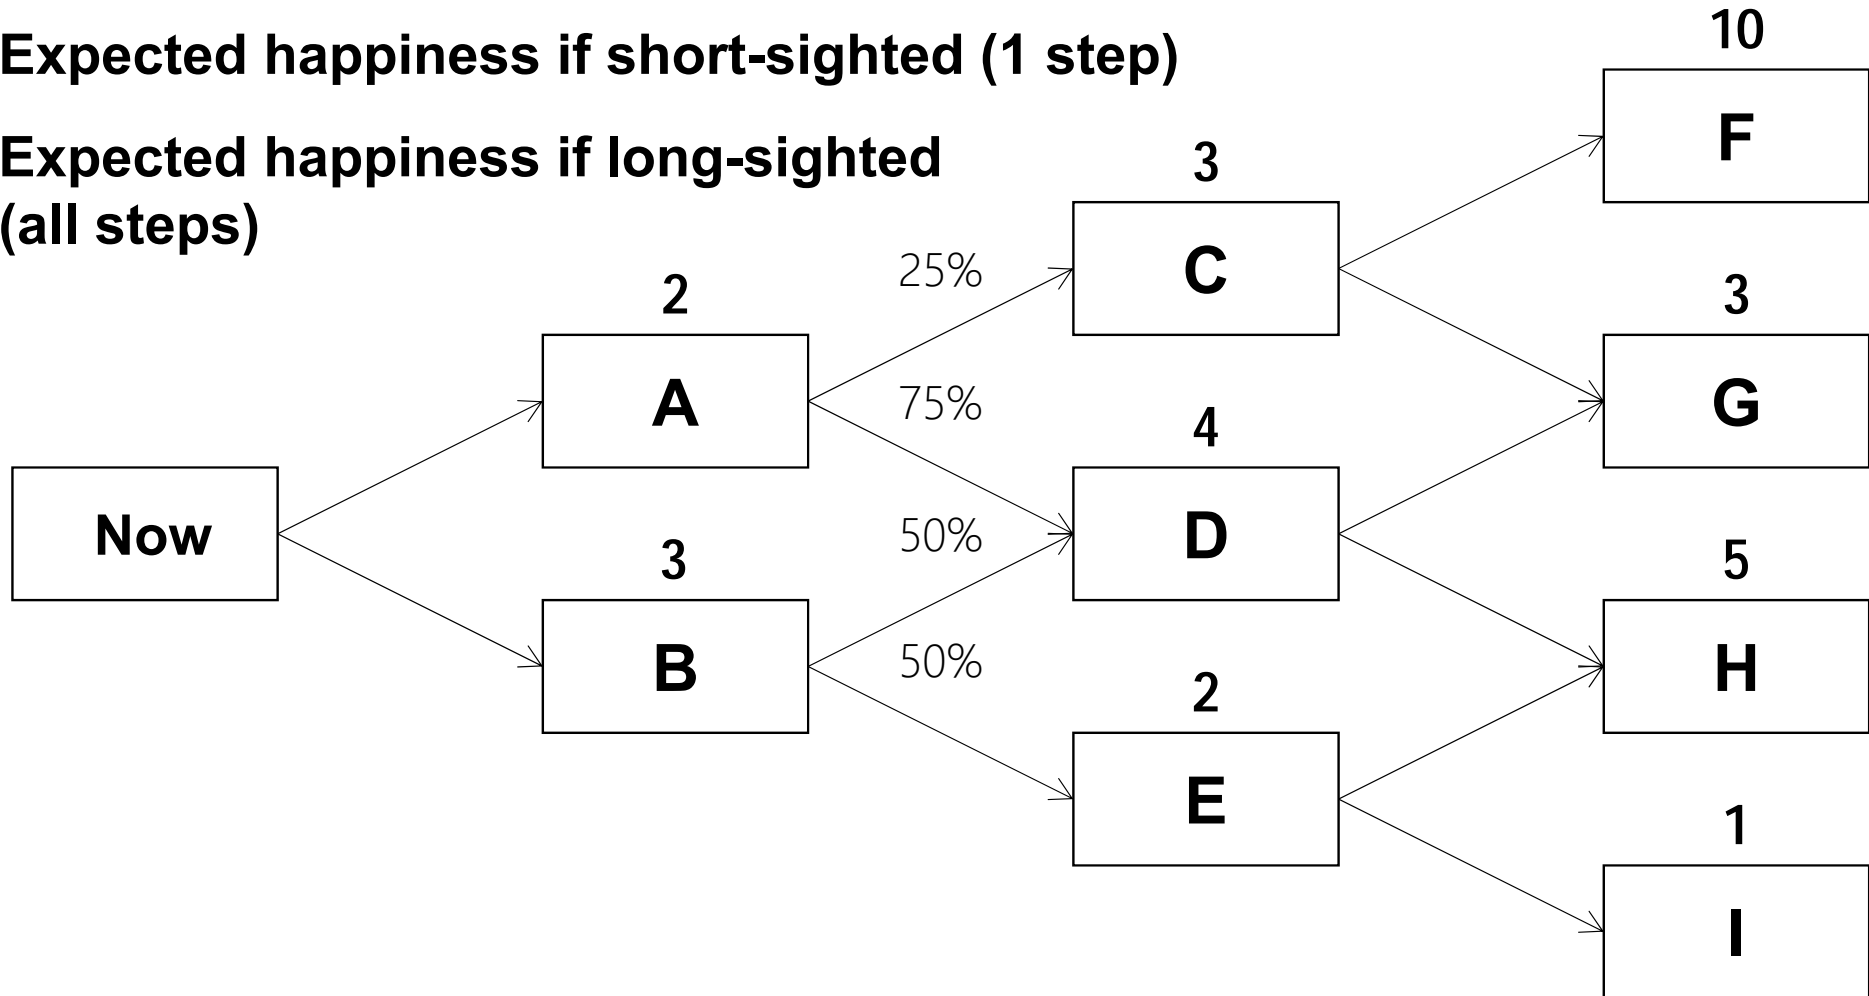 Expected happiness if short-sighted (1 step)
Expected happiness if long-sighted
(all steps)
10
F
3
C
25%
2
A
3
G
75%
4
D
50%
Now
3
B
50%
5
H
2
E
1
I